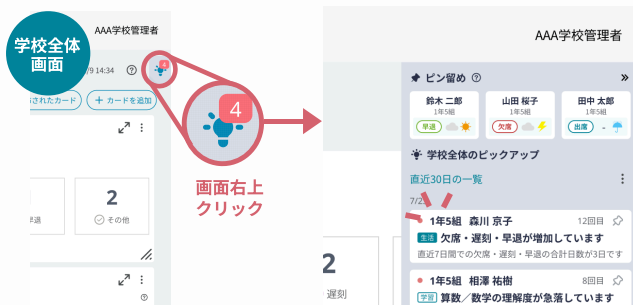 学校全体
画面
AAA学校管理者
/9 14:34
されたカード
+ カードを追加
4
4
画面右上
クリック
早退
2
その他
AAA学校管理者
ピン留め
鈴木 二郎
1年5組
早退
山田 桜子
1年5組
欠席
田中 太郎
1年5組
出席
-
学校全体のピックアップ
直近30日の一覧
7/2
1年5組 森川 京子
12回目
生活 欠席・遅刻・早退が増加しています
直近7日間での欠席・遅刻・早退の合計日数が3日です
1年5組 相澤 祐樹
8回目
学習 算数／数学の理解度が急落しています
2
遅刻